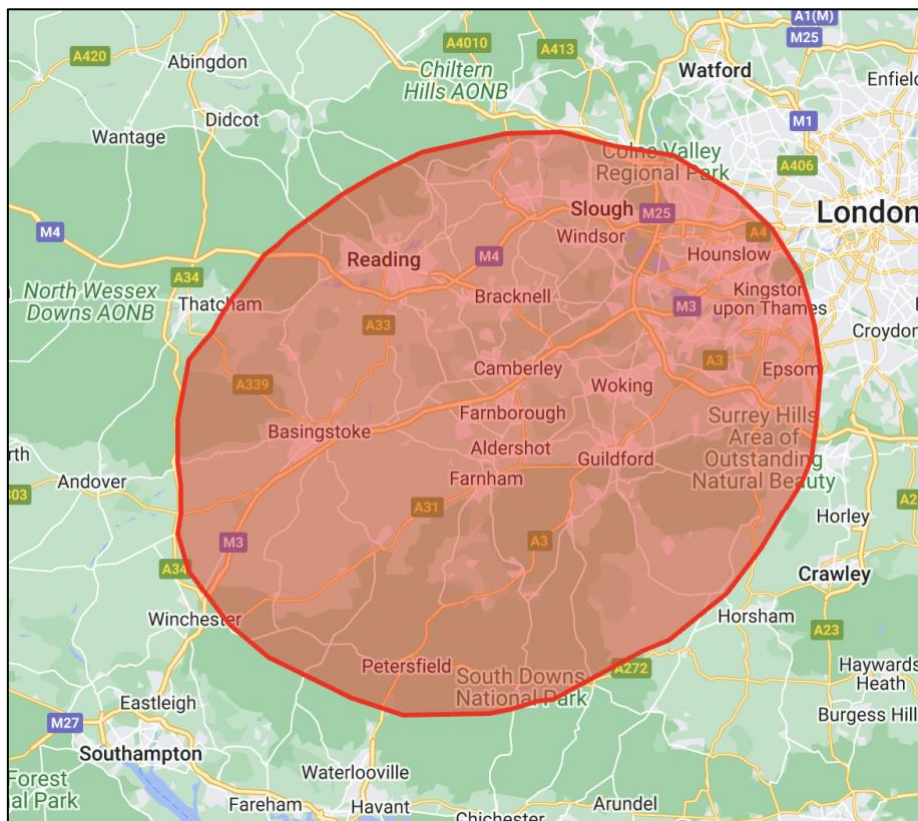 A1(M)
M25
A420
A4010
A413
Abingdon
Chiltern
Hills AONB
Watford
Enfield
Didcot
Wantage
M1
Colne Valley
Regional Park
A406
Slough
M25
London
M4
Windsor
A4
Reading
M4
Hounslow
A34
North Wessex
Downs AONB
Thatcham
Bracknell
Kingston
upon Thames
M3
A33
Croydon
A3
Camberley
Epsom
A339
Woking
Farnborough
Surrey Hills
Area of
Outstanding
Natural Beauty
Basingstoke
Aldershot
Guildford
Andover
Farnham
303
A31
Horley
M3
A3
A34
Crawley
Winchester
Horsham
A23
Petersfield
South Downs
National Park
A272
Haywards
Heath
Eastleigh
M27
Burgess Hill
Southampton
Waterlooville
Forest
al Park
Fareham
Havant
Chichester
Arundel